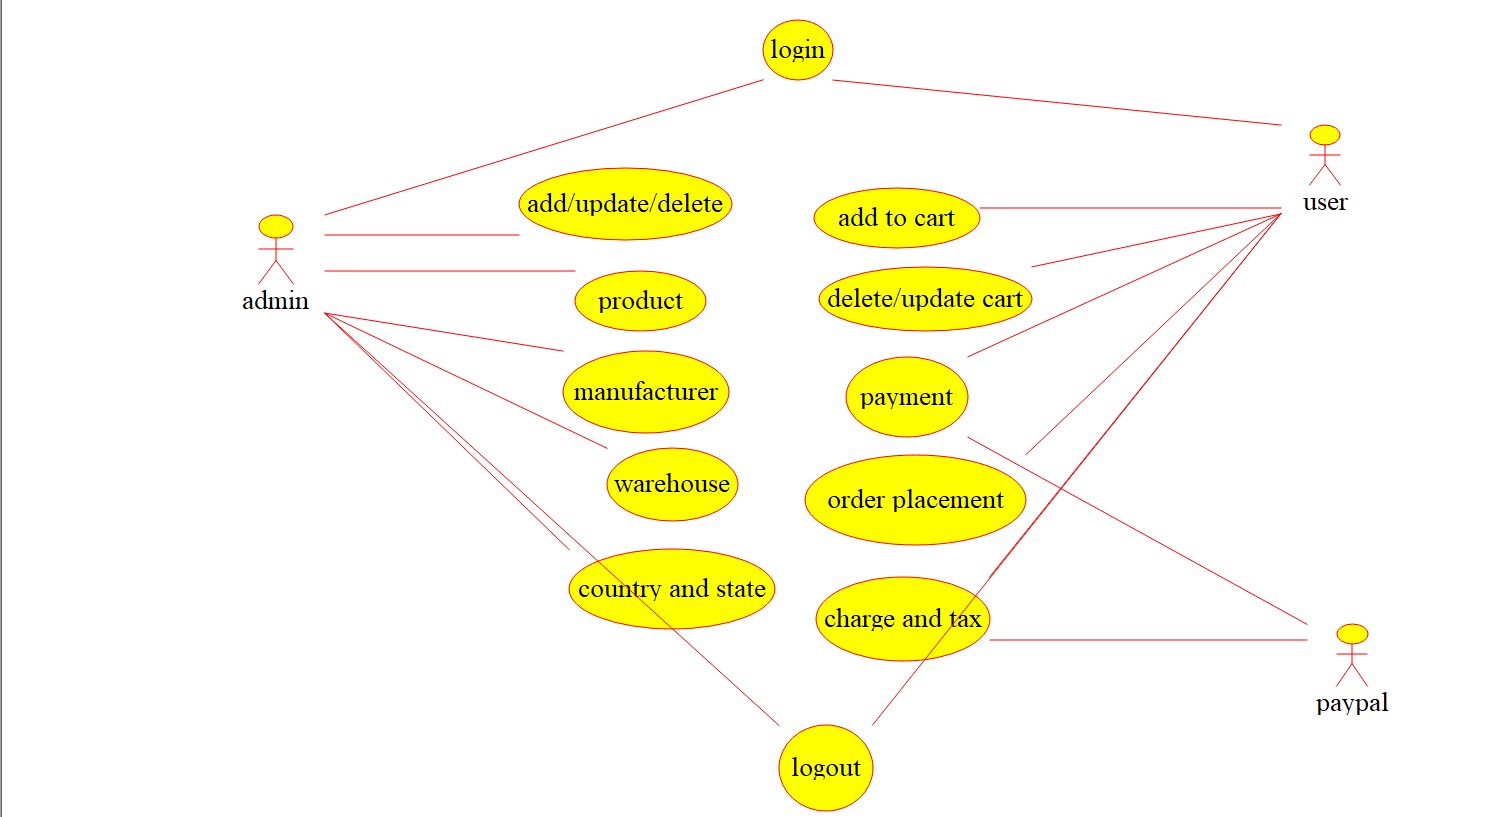 login
user
add/update/delete
add to cart
admin
product
delete/update cart
manufacturer
payment
warehouse
order placement
country and state
charge and tax
paypal
logout